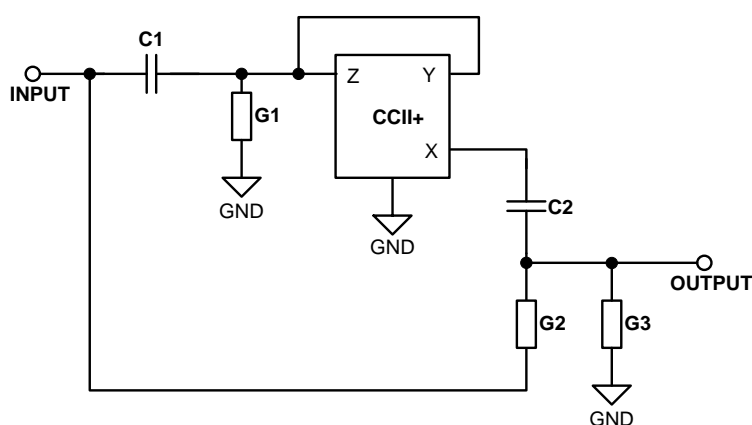 C1
INPUT
G1
GND
Z
Y
CCII+
X
GND
C2
OUTPUT
G2
G3
GND